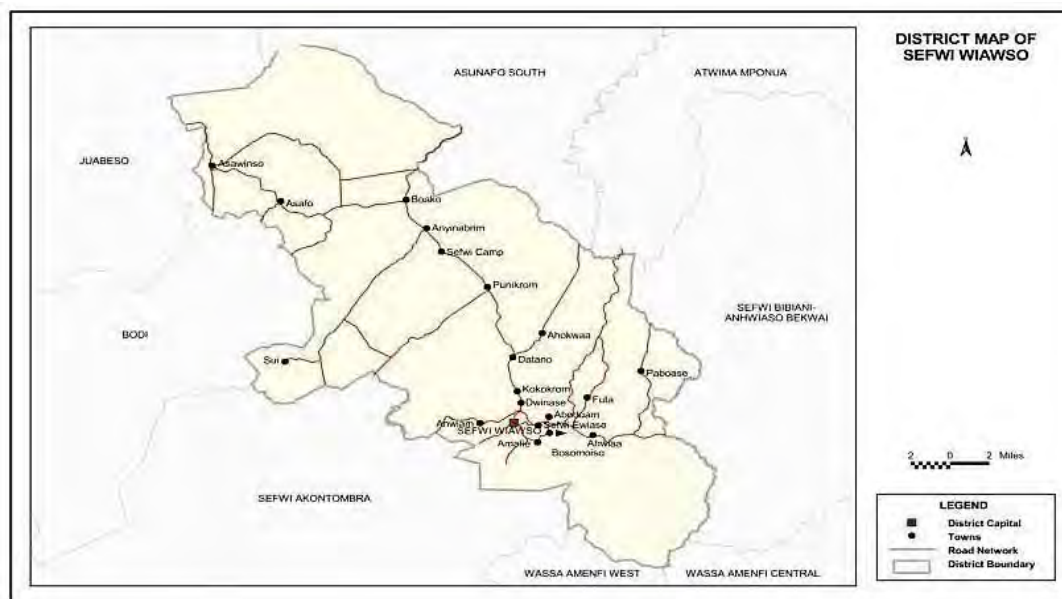 DISTRICT MAP OF
SEFWI WIAWSO
ASUNAFO SOUTH
ATWIMA MPONUA
JUABESO
Asawinso
Asafo
Boako
Anyinabrim
Sefwi Camp
Punikrom
SEFWI BIBIANI-
ANHWIASO BEKWAI
BODI
Ahokwaa
Sui
Datano
Paboase
Kokokrom
Fula
Dwinase
Aboduam
Anwiam
SEFWI WIAWSO
Sefwi Ewiase
Amafie
Ahwiaa
Bosomoiso
2 0 2 Miles
SEFWI AKONTOMBRA
LEGEND
District Capital
Towns
Road Network
District Boundary
WASSA AMENFI WEST
WASSA AMENFI CENTRAL